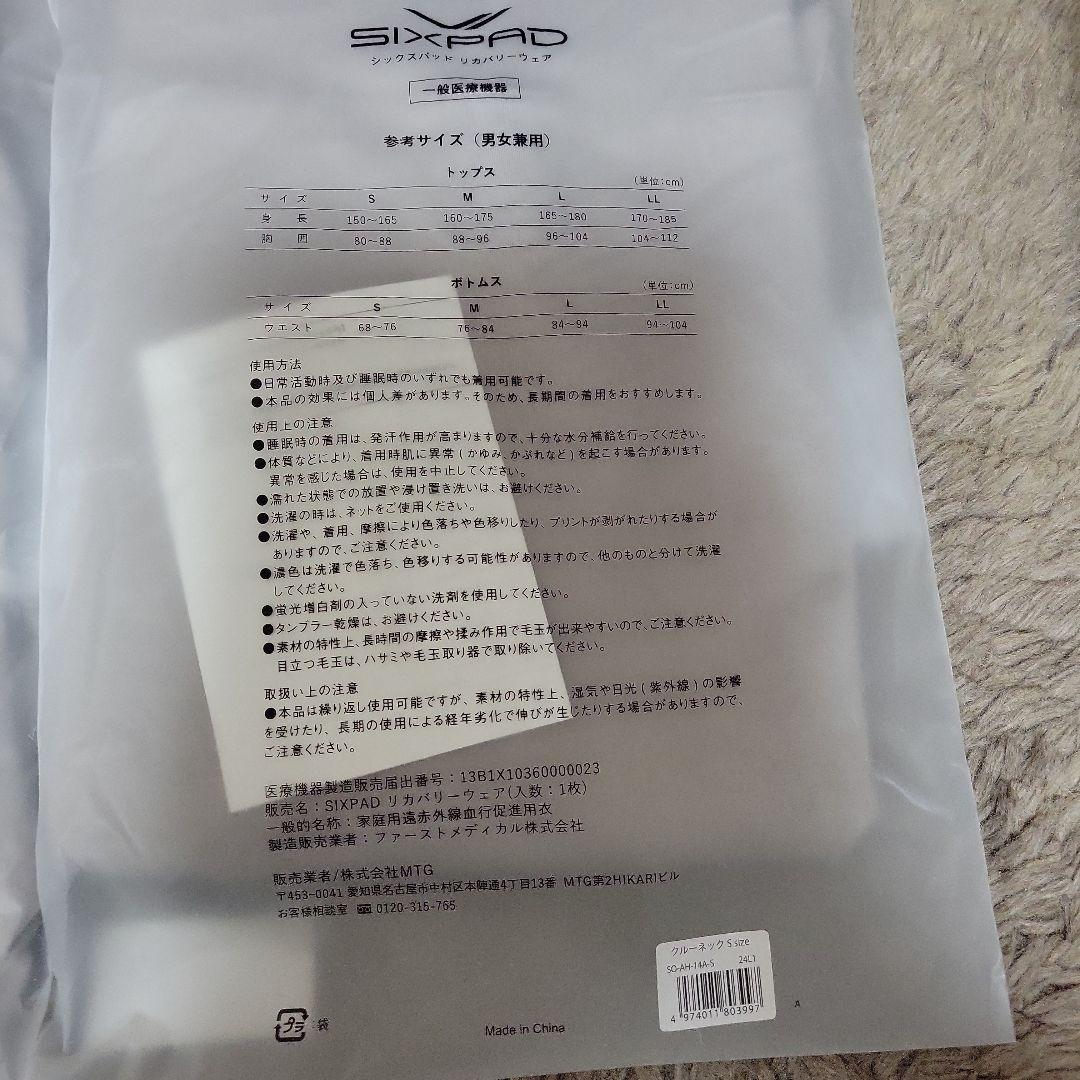 SIXPAD
シックスパッド リカバリーウェア
一般医療機器
参考サイズ（男女兼用）
トップス
(単位：cm)
サイズ S M L LL
身長 150〜165 160〜175 165〜180 170〜185
胸囲 80〜88 88〜96 96〜104 104〜112
ボトムス
(単位：cm)
サイズ S M L LL
ウエスト 68〜76 76〜84 84〜94 94〜104
使用方法
●日常活動時及び睡眠時のいずれでも着用可能です。
●本品の効果には個人差があります。そのため、長期間の着用をおすすめします。
使用上の注意
●睡眠時の着用は、発汗作用が高まりますので、十分な水分補給を行ってください。
●体質などにより、着用時肌に異常(かゆみ、かぶれなど)を起こす場合があります。
異常を感じた場合は、使用を中止してください。
●濡れた状態での放置や浸け置き洗いは、お避けください。
●洗濯の時は、ネットをご使用ください。
●洗濯や、着用、摩擦により色落ちや色移りしたり、プリントが剥がれたりする場合が
ありますので、ご注意ください。
●濃色は洗濯で色落ち、色移りする可能性がありますので、他のものと分けて洗濯
してください。
●蛍光増白剤の入っていない洗剤を使用してください。
●タンブラー乾燥は、お避けください。
●素材の特性上、長時間の摩擦や揉み作用で毛玉が出来やすいので、ご注意ください。
目立つ毛玉は、ハサミや毛玉取り器で取り除いてください。
取扱い上の注意
●本品は繰り返し使用可能ですが、素材の特性上、湿気や日光(紫外線)の影響
を受けたり、長期の使用による経年劣化で伸びが生じたりする場合がありますので、
ご注意ください。
医療機器製造販売届出番号：13B1X10360000023
販売名：SIXPAD リカバリーウェア(入数：1枚)
一般的名称：家庭用遠赤外線血行促進用衣
製造販売業者：ファーストメディカル株式会社
販売業者/株式会社MTG
〒453-0041 愛知県名古屋市中村区本陣通4丁目13番 MTG第2HIKARIビル
お客様相談室 0120-315-765
クルーネック S size
SO-AH-14A-S 24L1
4 974011 803997
A
プラ：袋
Made in China